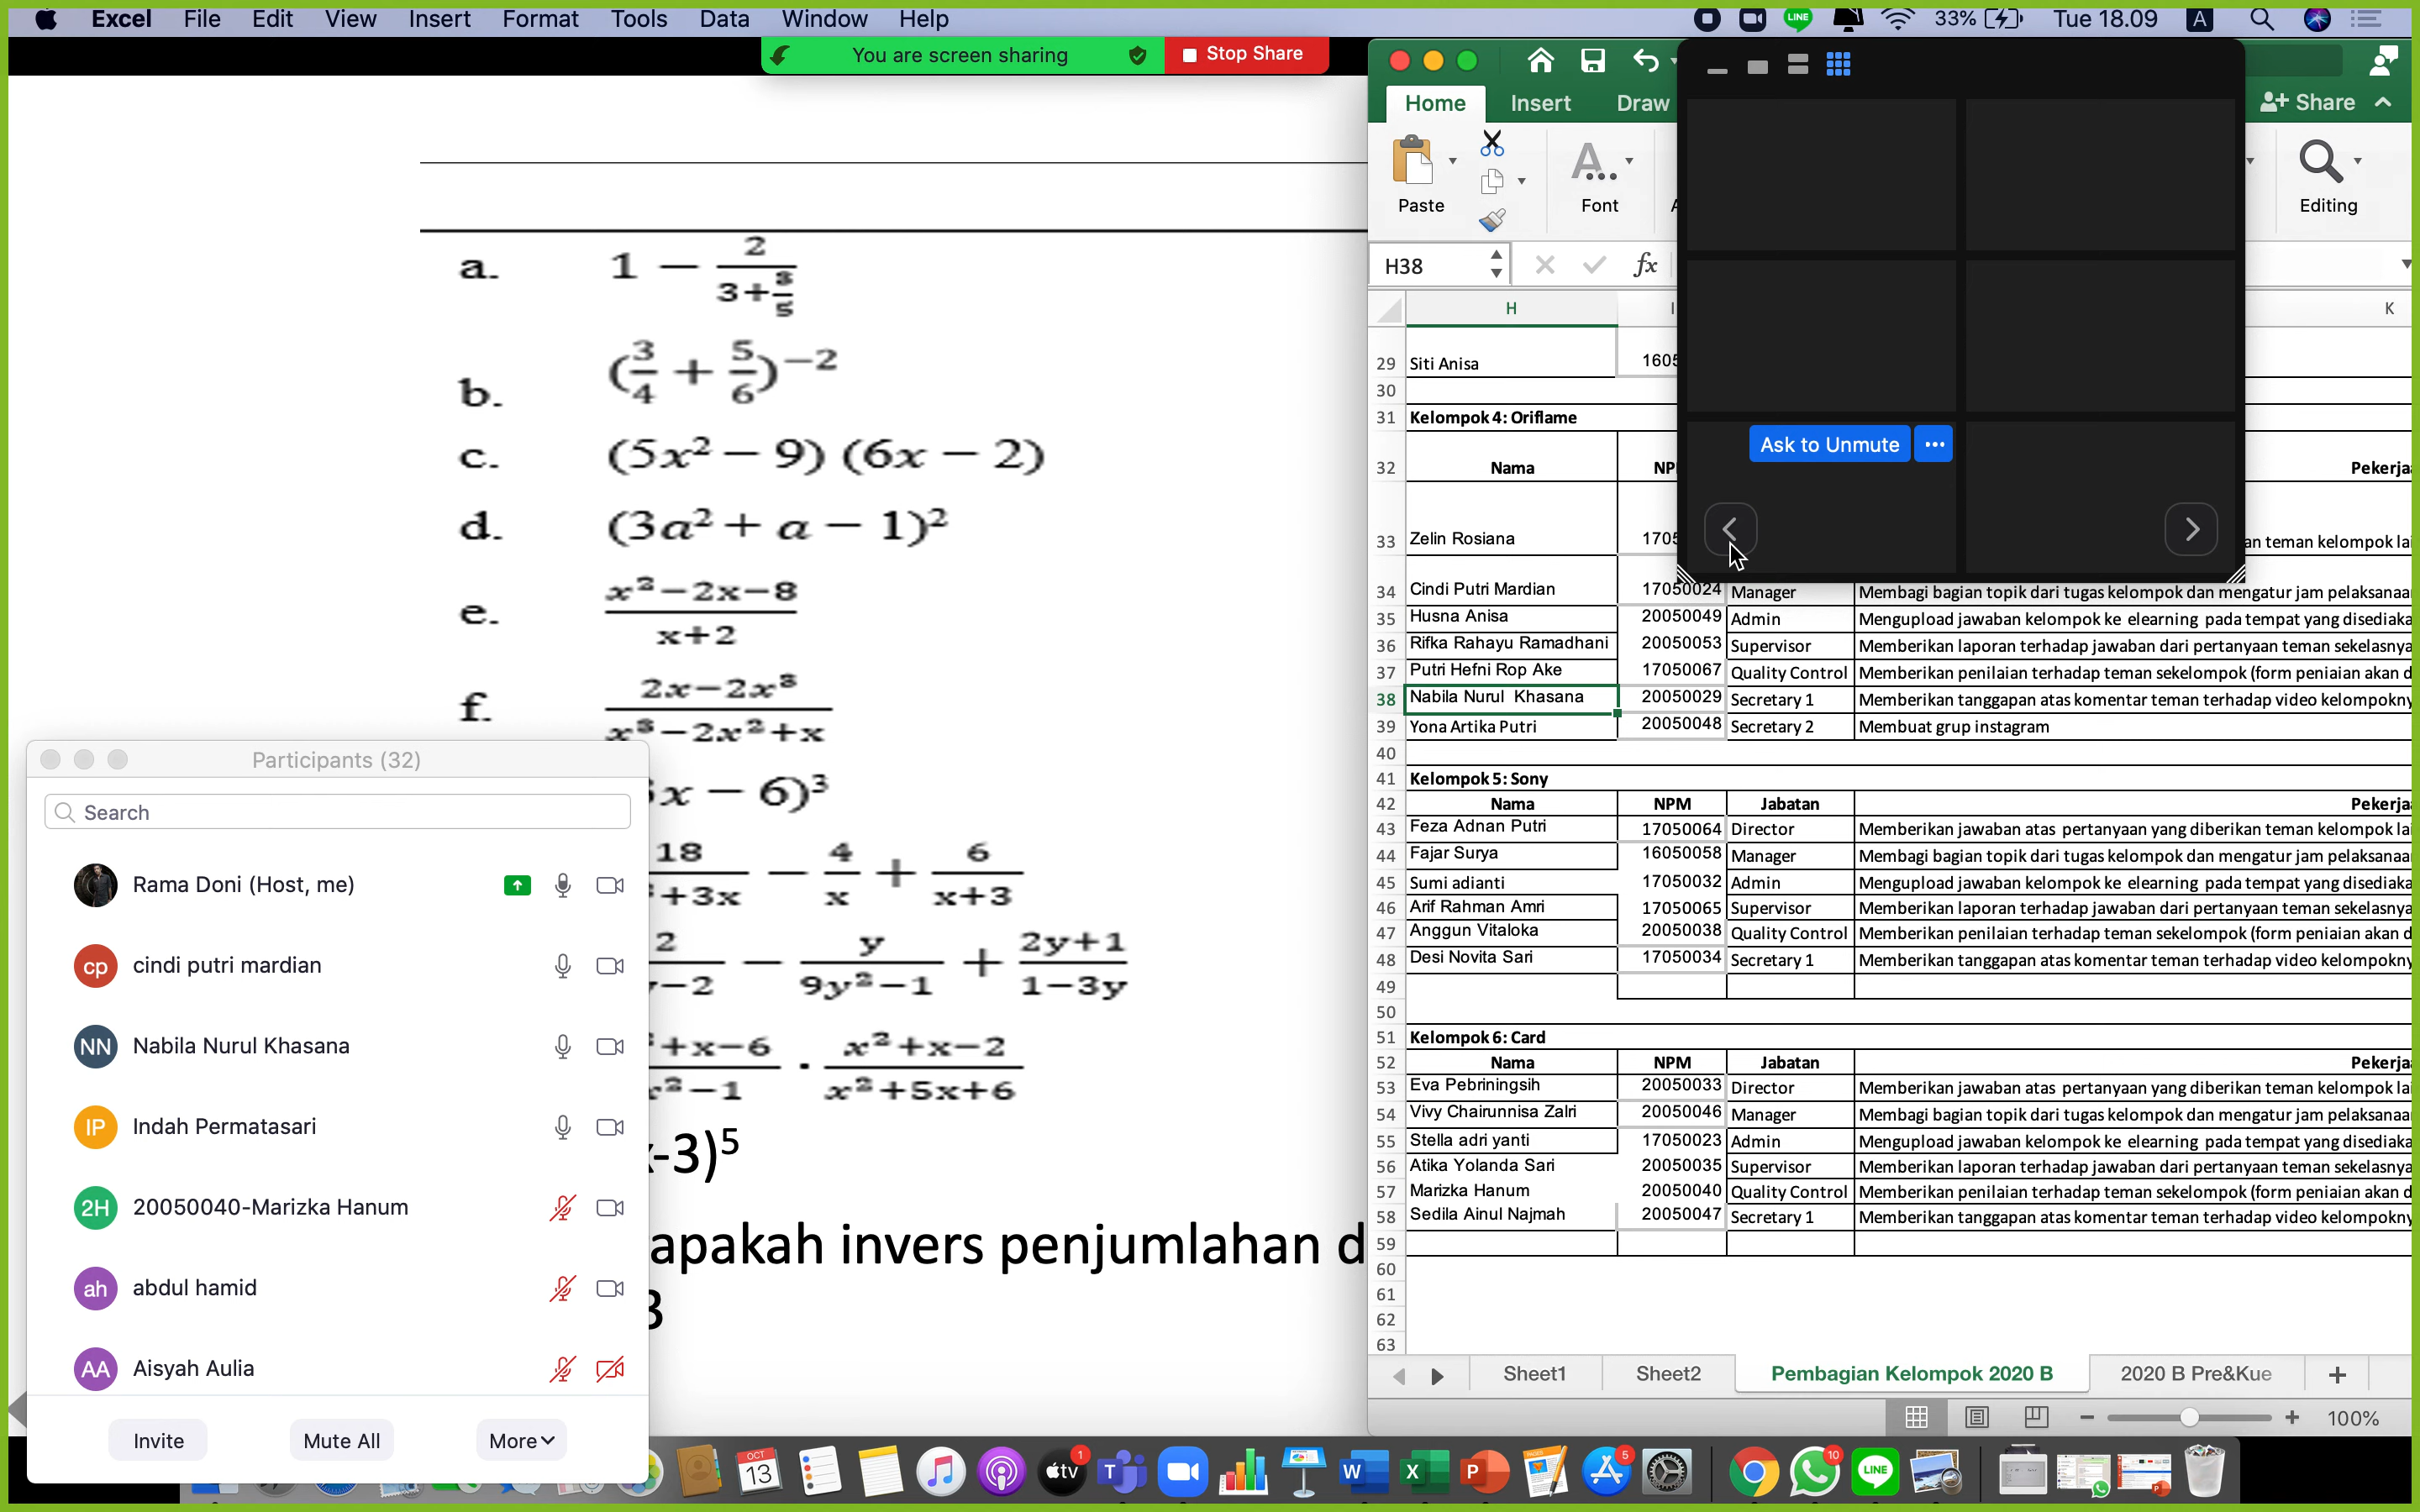 Excel File Edit View Insert Format Tools Data Window Help
LINE 33% Tue 18.09 A
You are screen sharing Stop Share
Home Insert Draw Share
Paste Font Editing
H38 fx
H K
a. 1 − 2/(3+3/5)
b. (3/4 + 5/6)^−2
c. (5x² − 9) (6x − 2)
d. (3a² + a − 1)²
e. (x²−2x−8)/(x+2)
f. (2x−2x³)/(x³−2x²+x)
x − 6)³
18/+3x − 4/x + 6/(x+3)
2/−2 − y/(9y²−1) + (2y+1)/(1−3y)
+x−6/²−1 · (x²+x−2)/(x²+5x+6)
-3)⁵
apakah invers penjumlahan d
3
Participants (32)
Search
Rama Doni (Host, me)
cp cindi putri mardian
NN Nabila Nurul Khasana
IP Indah Permatasari
2H 20050040-Marizka Hanum
ah abdul hamid
AA Aisyah Aulia
Invite Mute All More
Ask to Unmute ...
29 Siti Anisa 1605
30
31 Kelompok 4: Oriflame
32 Nama NP Pekerja
33 Zelin Rosiana 1705 an teman kelompok lai
34 Cindi Putri Mardian 17050024 Manager Membagi bagian topik dari tugas kelompok dan mengatur jam pelaksanaa
35 Husna Anisa 20050049 Admin Mengupload jawaban kelompok ke elearning pada tempat yang disediaka
36 Rifka Rahayu Ramadhani 20050053 Supervisor Memberikan laporan terhadap jawaban dari pertanyaan teman sekelasnya
37 Putri Hefni Rop Ake 17050067 Quality Control Memberikan penilaian terhadap teman sekelompok (form peniaian akan d
38 Nabila Nurul Khasana 20050029 Secretary 1 Memberikan tanggapan atas komentar teman terhadap video kelompokny
39 Yona Artika Putri 20050048 Secretary 2 Membuat grup instagram
40
41 Kelompok 5: Sony
42 Nama NPM Jabatan Pekerja
43 Feza Adnan Putri 17050064 Director Memberikan jawaban atas pertanyaan yang diberikan teman kelompok lai
44 Fajar Surya 16050058 Manager Membagi bagian topik dari tugas kelompok dan mengatur jam pelaksanaa
45 Sumi adianti 17050032 Admin Mengupload jawaban kelompok ke elearning pada tempat yang disediaka
46 Arif Rahman Amri 17050065 Supervisor Memberikan laporan terhadap jawaban dari pertanyaan teman sekelasnya
47 Anggun Vitaloka 20050038 Quality Control Memberikan penilaian terhadap teman sekelompok (form peniaian akan d
48 Desi Novita Sari 17050034 Secretary 1 Memberikan tanggapan atas komentar teman terhadap video kelompokny
49
50
51 Kelompok 6: Card
52 Nama NPM Jabatan Pekerja
53 Eva Pebriningsih 20050033 Director Memberikan jawaban atas pertanyaan yang diberikan teman kelompok lai
54 Vivy Chairunnisa Zalri 20050046 Manager Membagi bagian topik dari tugas kelompok dan mengatur jam pelaksanaa
55 Stella adri yanti 17050023 Admin Mengupload jawaban kelompok ke elearning pada tempat yang disediaka
56 Atika Yolanda Sari 20050035 Supervisor Memberikan laporan terhadap jawaban dari pertanyaan teman sekelasnya
57 Marizka Hanum 20050040 Quality Control Memberikan penilaian terhadap teman sekelompok (form peniaian akan d
58 Sedila Ainul Najmah 20050047 Secretary 1 Memberikan tanggapan atas komentar teman terhadap video kelompokny
59
60
61
62
63
Sheet1 Sheet2 Pembagian Kelompok 2020 B 2020 B Pre&Kue +
100%
OCT 13 tv 1 T W X P 5 10 LINE